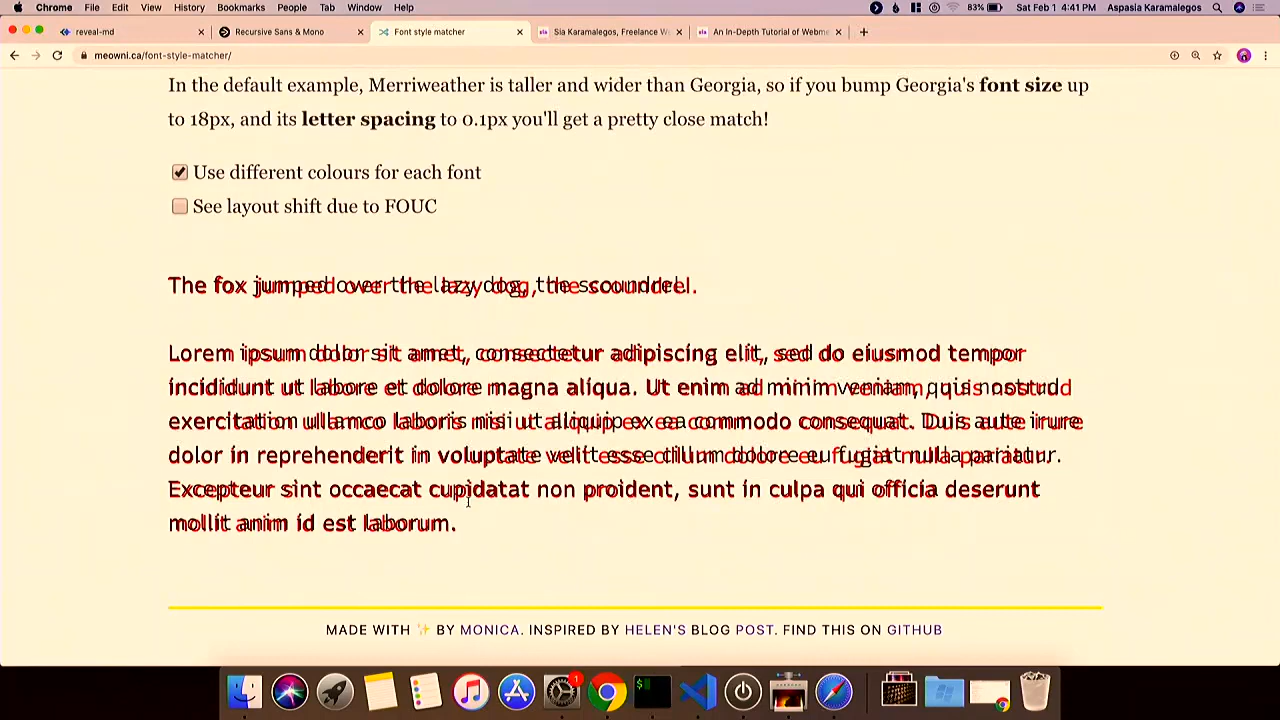 Chrome File Edit View History Bookmarks People Tab Window Help 83% Sat Feb 1 4:41 PM Aspasia Karamalegos
reveal-md Recursive Sans & Mono Font style matcher Sia Karamalegos, Freelance W An In-Depth Tutorial of Webm
meowni.ca/font-style-matcher/
In the default example, Merriweather is taller and wider than Georgia, so if you bump Georgia's font size up
to 18px, and its letter spacing to 0.1px you'll get a pretty close match!
Use different colours for each font
See layout shift due to FOUC
The fox jumped over the lazy dog, the scoundrel.
Lorem ipsum dolor sit amet, consectetur adipiscing elit, sed do eiusmod tempor
incididunt ut labore et dolore magna aliqua. Ut enim ad minim veniam, quis nostrud
exercitation ullamco laboris nisi ut aliquip ex ea commodo consequat. Duis aute irure
dolor in reprehenderit in voluptate velit esse cillum dolore eu fugiat nulla pariatur.
Excepteur sint occaecat cupidatat non proident, sunt in culpa qui officia deserunt
mollit anim id est laborum.
MADE WITH ✨ BY MONICA. INSPIRED BY HELEN'S BLOG POST. FIND THIS ON GITHUB
1